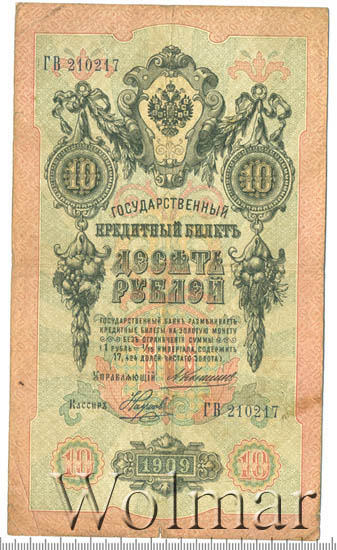 ГВ 210217
10 10
ГОСУДАРСТВЕННЫЙ
КРЕДИТНЫЙ БИЛЕТЪ
ДЕСЯТЬ
РУБЛЕЙ
ГОСУДАРСТВЕННЫЙ БАНКЪ РАЗМѢНИВАЕТЪ
КРЕДИТНЫЕ БИЛЕТЫ НА ЗОЛОТУЮ МОНЕТУ
БЕЗЪ ОГРАНИЧЕНІЯ СУММЫ
(1 РУБЛЬ = 1/15 ИМПЕРІАЛА, СОДЕРЖИТЪ
17,424 ДОЛЕЙ ЧИСТАГО ЗОЛОТА)
УПРАВЛЯЮЩІЙ
Кассиръ
ГВ 210217
10 1909 10
Wolmar